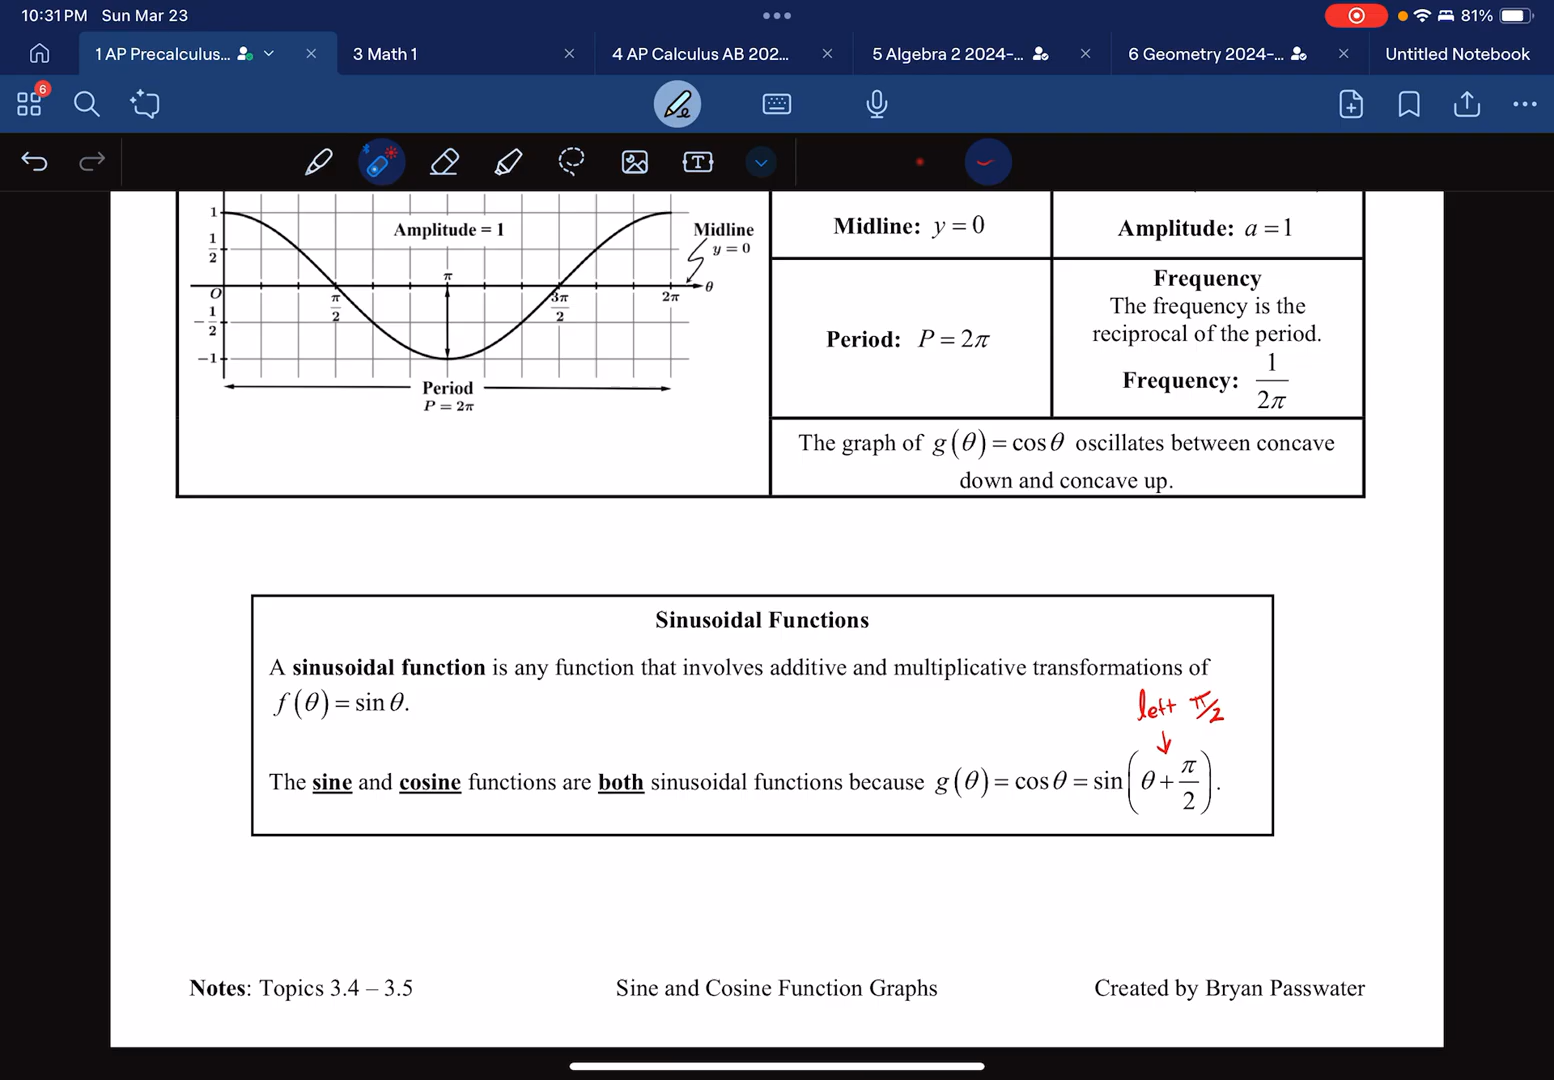 10:31 PM Sun Mar 23
81%
1 AP Precalculus...
3 Math 1
4 AP Calculus AB 202...
5 Algebra 2 2024-...
6 Geometry 2024-...
Untitled Notebook
6
T
1
1/2
O
-1/2
-1
Amplitude = 1
Midline
y = 0
π/2
π
3π/2
2π
θ
Period
P = 2π
Midline: y = 0
Amplitude: a = 1
Period: P = 2π
Frequency
The frequency is the
reciprocal of the period.
Frequency: 1/2π
The graph of g(θ) = cos θ oscillates between concave
down and concave up.
Sinusoidal Functions
A sinusoidal function is any function that involves additive and multiplicative transformations of
f(θ) = sin θ.
left π/2
↓
The sine and cosine functions are both sinusoidal functions because g(θ) = cos θ = sin(θ + π/2).
Notes: Topics 3.4 – 3.5
Sine and Cosine Function Graphs
Created by Bryan Passwater